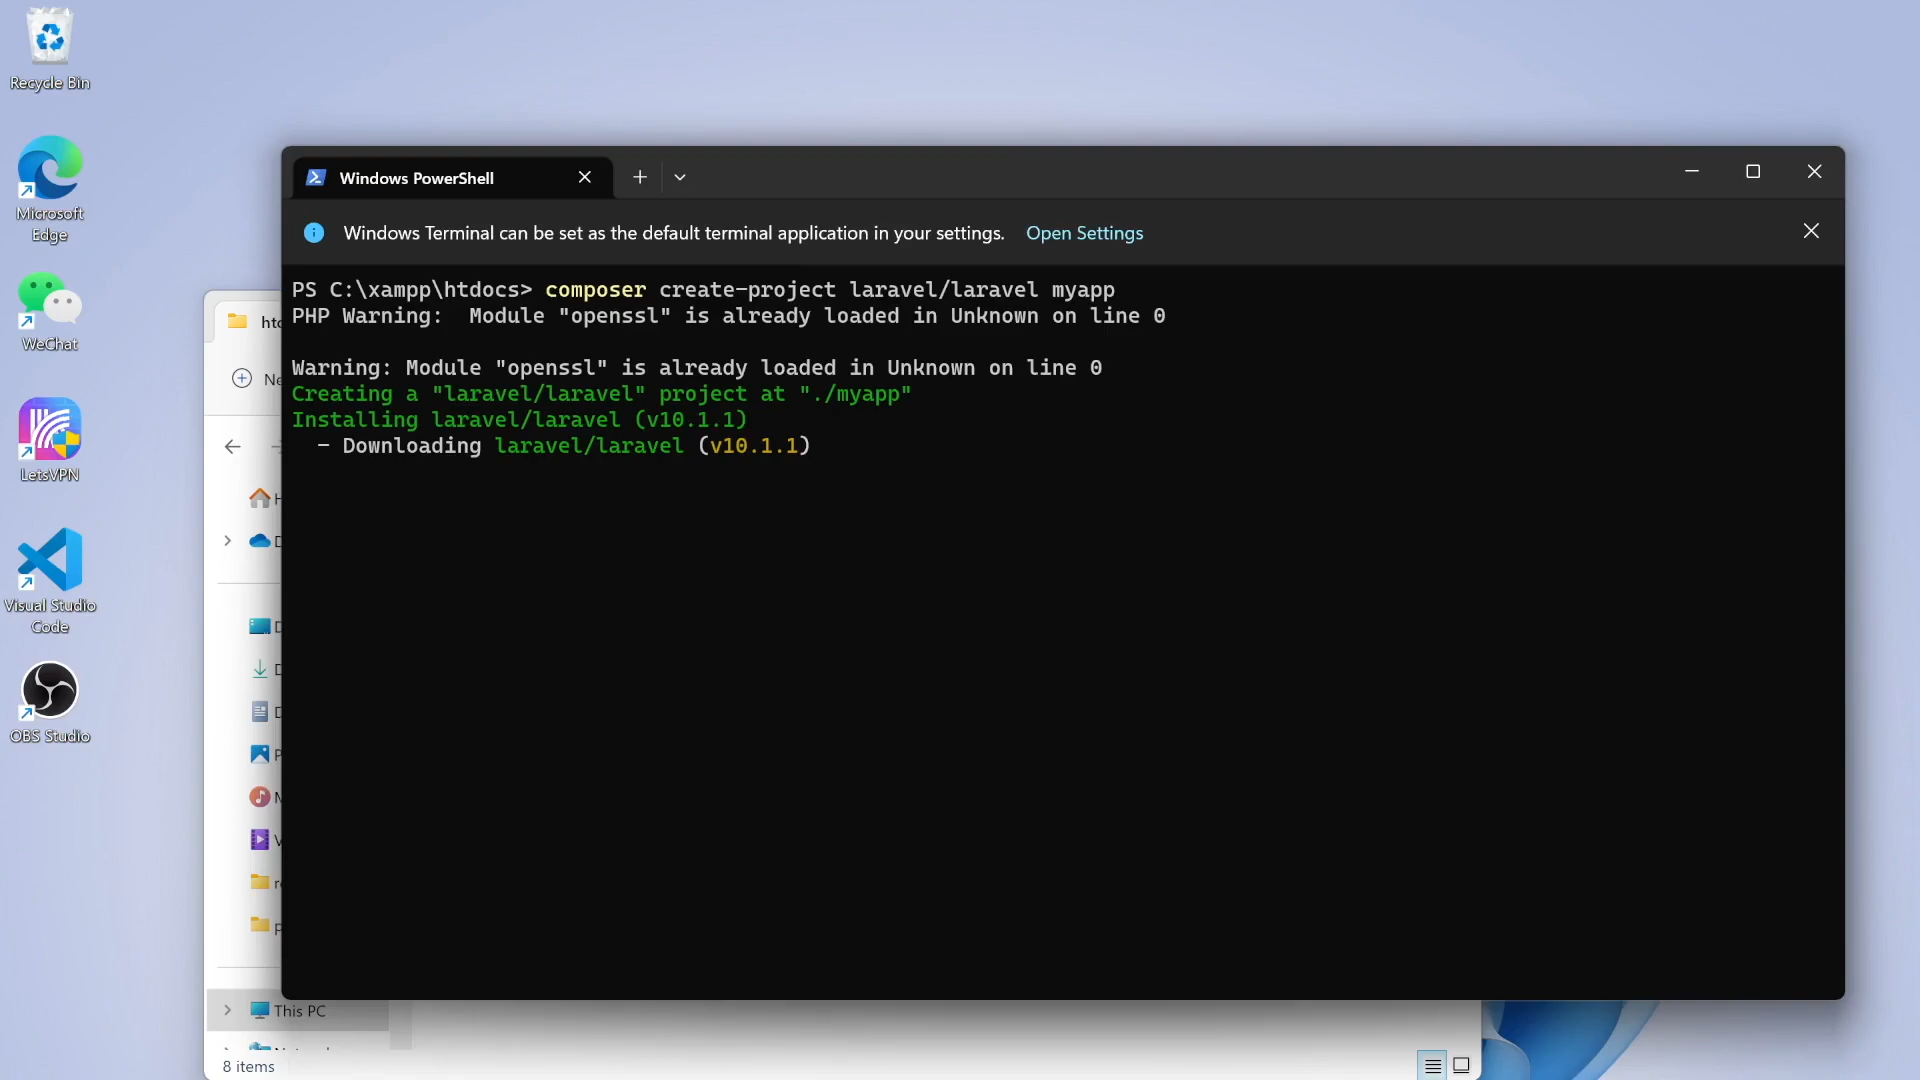 Recycle Bin
Microsoft
Edge
WeChat
LetsVPN
Visual Studio
Code
OBS Studio
Windows PowerShell
Windows Terminal can be set as the default terminal application in your settings. Open Settings
PS C:\xampp\htdocs> composer create-project laravel/laravel myapp
PHP Warning:  Module "openssl" is already loaded in Unknown on line 0
Warning: Module "openssl" is already loaded in Unknown on line 0
Creating a "laravel/laravel" project at "./myapp"
Installing laravel/laravel (v10.1.1)
  - Downloading laravel/laravel (v10.1.1)
This PC
8 items